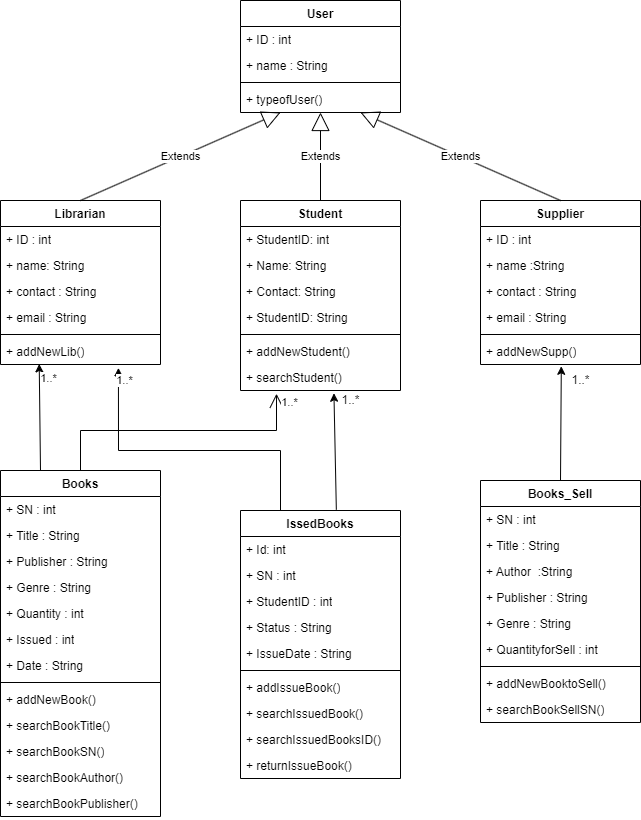 User
+ ID : int
+ name : String
+ typeofUser()
Extends
Extends
Extends
Librarian
+ ID : int
+ name: String
+ contact : String
+ email : String
+ addNewLib()
Student
+ StudentID: int
+ Name: String
+ Contact: String
+ StudentID: String
+ addNewStudent()
+ searchStudent()
Supplier
+ ID : int
+ name :String
+ contact : String
+ email : String
+ addNewSupp()
1..*
1..*
1..*
1..*
1..*
Books
+ SN : int
+ Title : String
+ Publisher : String
+ Genre : String
+ Quantity : int
+ Issued : int
+ Date : String
+ addNewBook()
+ searchBookTitle()
+ searchBookSN()
+ searchBookAuthor()
+ searchBookPublisher()
IssedBooks
+ Id: int
+ SN : int
+ StudentID : int
+ Status : String
+ IssueDate : String
+ addIssueBook()
+ searchIssuedBook()
+ searchIssuedBooksID()
+ returnIssueBook()
Books_Sell
+ SN : int
+ Title : String
+ Author  :String
+ Publisher : String
+ Genre : String
+ QuantityforSell : int
+ addNewBooktoSell()
+ searchBookSellSN()